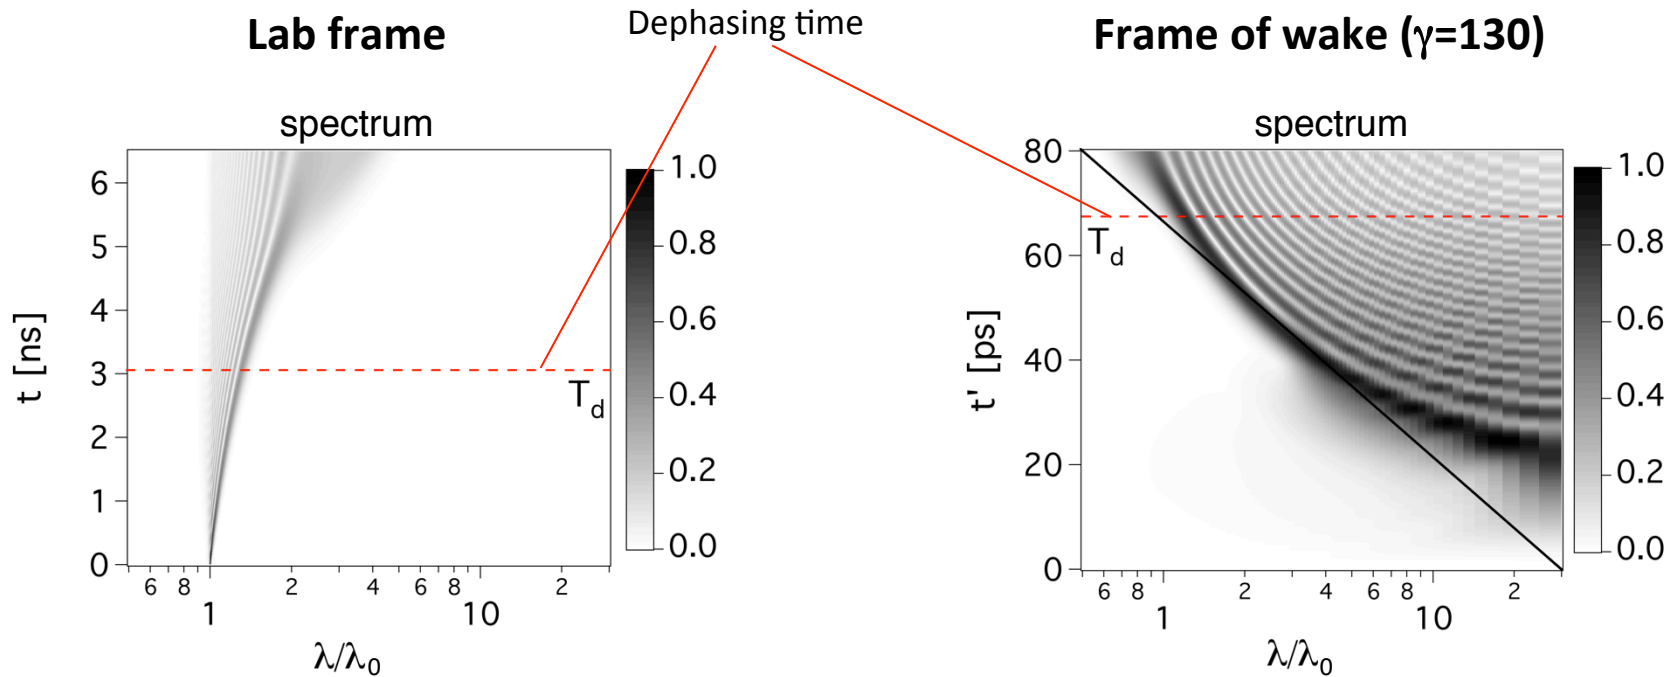 Lab frame
Dephasing time
Frame of wake (γ=130)
spectrum
t [ns]
6
5
4
3
2
1
0
T_d
1.0
0.8
0.6
0.4
0.2
0.0
6 8 1 2 4 6 8 10 2
λ/λ₀
spectrum
t' [ps]
80
60
40
20
0
T_d
1.0
0.8
0.6
0.4
0.2
0.0
6 8 1 2 4 6 8 10 2
λ/λ₀